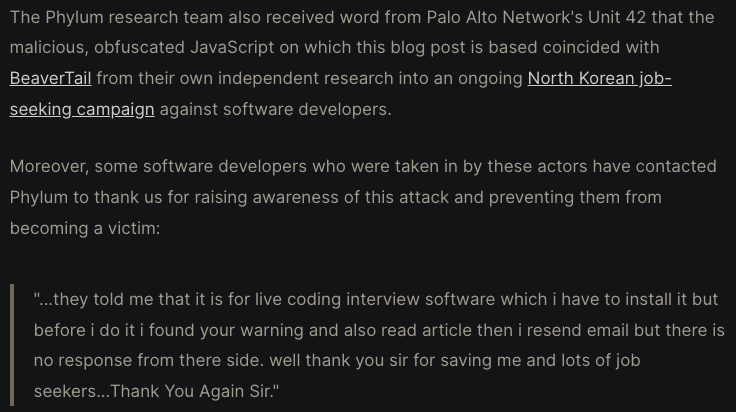 The Phylum research team also received word from Palo Alto Network's Unit 42 that the
malicious, obfuscated JavaScript on which this blog post is based coincided with
BeaverTail from their own independent research into an ongoing North Korean job-
seeking campaign against software developers.
Moreover, some software developers who were taken in by these actors have contacted
Phylum to thank us for raising awareness of this attack and preventing them from
becoming a victim:
"...they told me that it is for live coding interview software which i have to install it but
before i do it i found your warning and also read article then i resend email but there is
no response from there side. well thank you sir for saving me and lots of job
seekers...Thank You Again Sir."